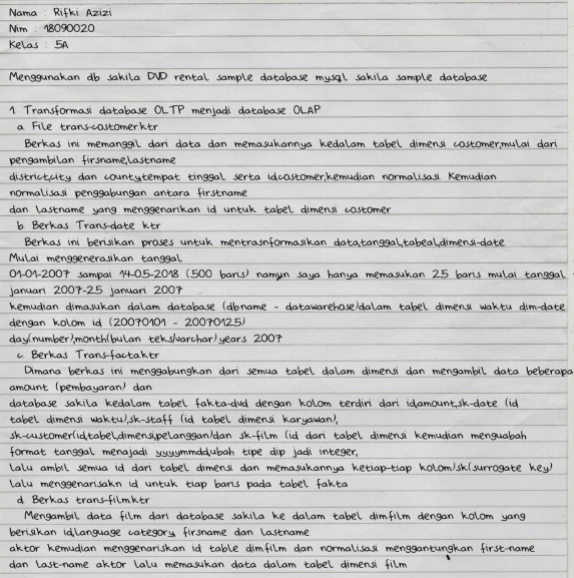 Nama : Rifki Azizi
Nim : 18090020
Kelas : 5A
Menggunakan db sakila DVD rental sample database mysql sakila sample database
1 Transformasi database OLTP menjadi database OLAP
a File trans-costomerktr
Berkas ini memanggil dari data dan memasukannya kedalam tabel dimensi costomer,mulai dari
pengambilan firsname,lastname
district,city dan countytempat tinggal serta idcostomer,kemudian normalisasi Kemudian
normalisasi penggabungan antara firstname
dan Lastname yang menggenarikan id untuk tabel dimensi costomer
b Berkas Trans-date ktr
Berkas ini berisikan proses untuk mentrasnformasikan data,tanggal,tabeal,dimensi-date
Mulai menggenerasikan tanggal
01-01-2007 sampai 14-05-2018 (500 baris) namun saya hanya memasukan 25 baris mulai tanggal
januari 2007-25 januari 2007
kemudian dimasukan dalam database (dbname - datawarehose)dalam tabel dimensi waktu dim-date
dengan kolom id (20070101 - 20070125)
day(number),month(bulan teks/varchar) years 2007
c Berkas Trans-factaktr
Dimana berkas ini menggabungkan dari semua tabel dalam dimensi dan mengambil data beberapa
amount (pembayaran) dan
database sakila kedalam tabel fakta-dvd dengan kolom terdiri dari id,amount,sk-date (id
tabel dimensi waktu),sk-staff (id tabel dimensi karyawan),
sk-customer(id,tabel,dimensi,pelanggan)dan sk-film (id dari tabel dimensi kemudian menguabah
format tanggal menajadi yyyymmdd,ubah tipe dip jadi integer,
lalu ambil semua id dari tabel dimensi dan memasukannya ketiap-tiap kolom/sk(surrogate key)
lalu menggenarisakn id untuk tiap baris pada tabel fakta
d Berkas trans-filmktr
Mengambil data film dari database sakila ke dalam tabel dimfilm dengan kolom yang
berisikan id,language category firsname dan lastname
aktor kemudian menggenariskan id table dimfilm dan normalisasi menggantungkan first-name
dan last-name aktor lalu memasukan data dalam tabel dimensi film